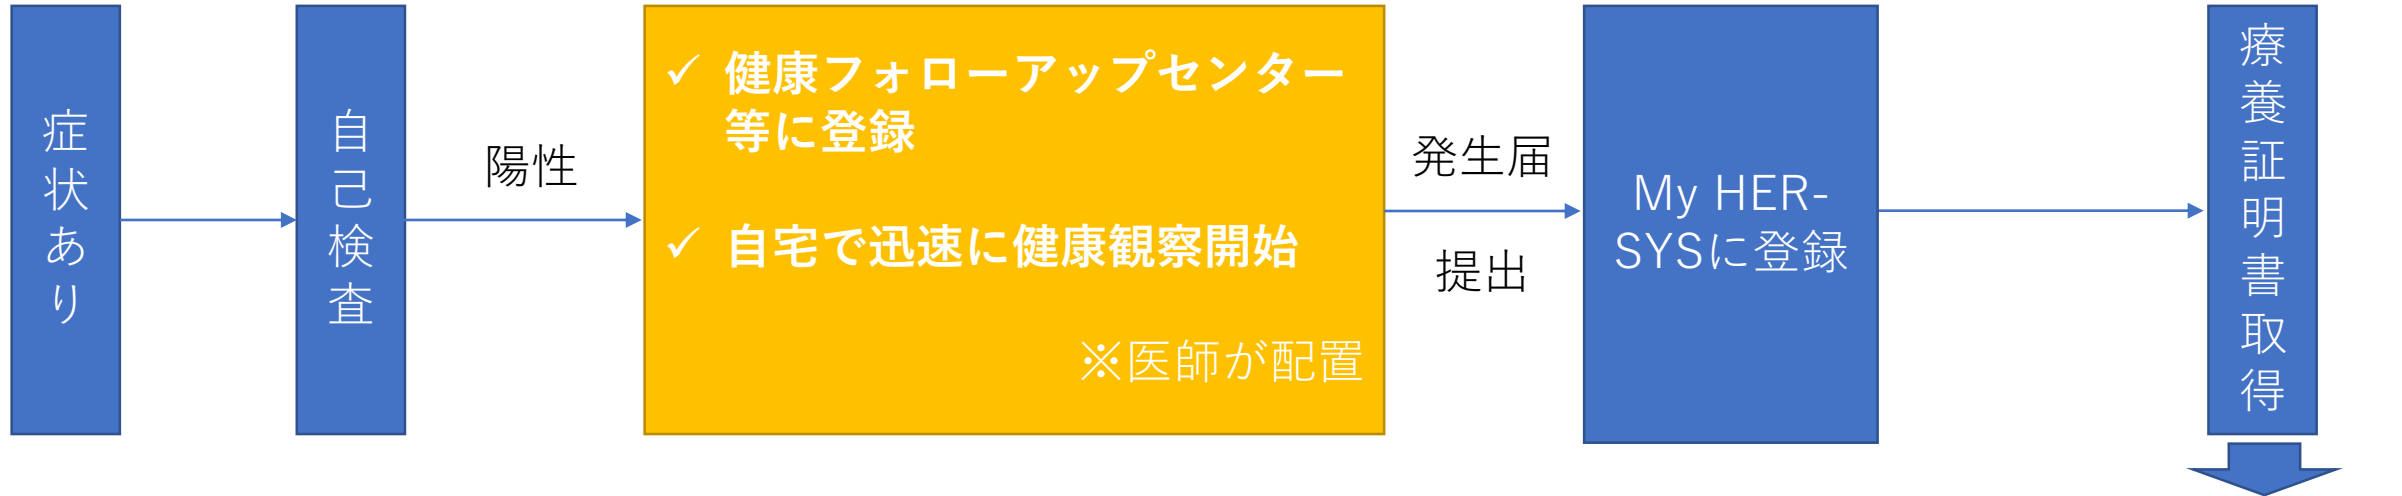 症状あり
自己検査
陽性
✓ 健康フォローアップセンター
等に登録
✓ 自宅で迅速に健康観察開始
※医師が配置
発生届
提出
My HER-
SYSに登録
療養証明書取得